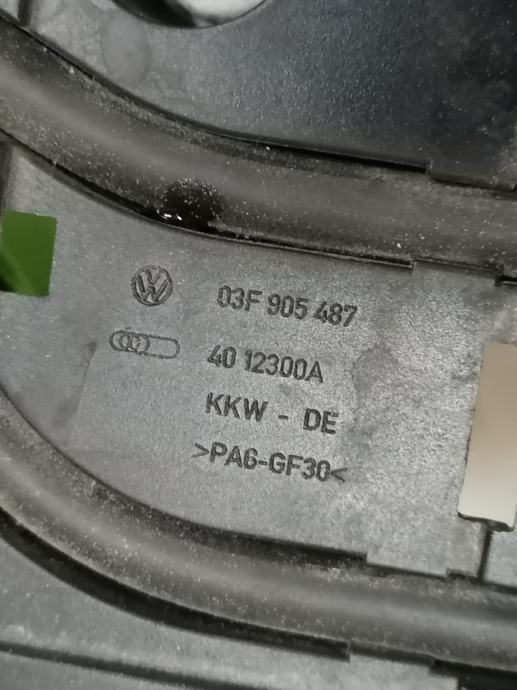 03F 905 487
40 12300A
KKW - DE
>PA6-GF30<